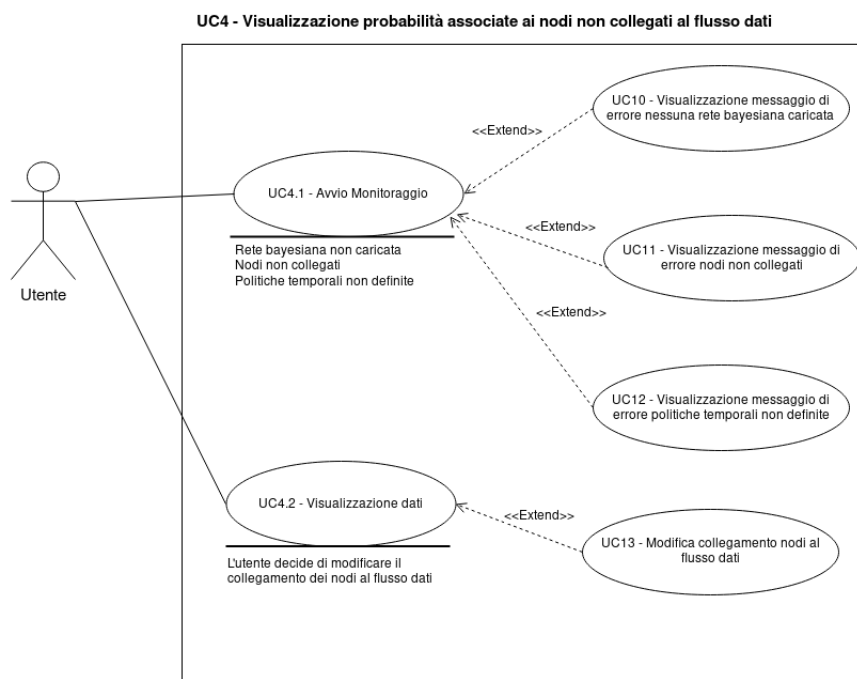 UC4 - Visualizzazione probabilità associate ai nodi non collegati al flusso dati
UC10 - Visualizzazione messaggio di
errore nessuna rete bayesiana caricata
<<Extend>>
UC4.1 - Avvio Monitoraggio
Rete bayesiana non caricata
Nodi non collegati
Politiche temporali non definite
<<Extend>>
UC11 - Visualizzazione messaggio di
errore nodi non collegati
Utente
<<Extend>>
UC12 - Visualizzazione messaggio di
errore politiche temporali non definite
UC4.2 - Visualizzazione dati
<<Extend>>
L'utente decide di modificare il
collegamento dei nodi al flusso dati
UC13 - Modifica collegamento nodi al
flusso dati